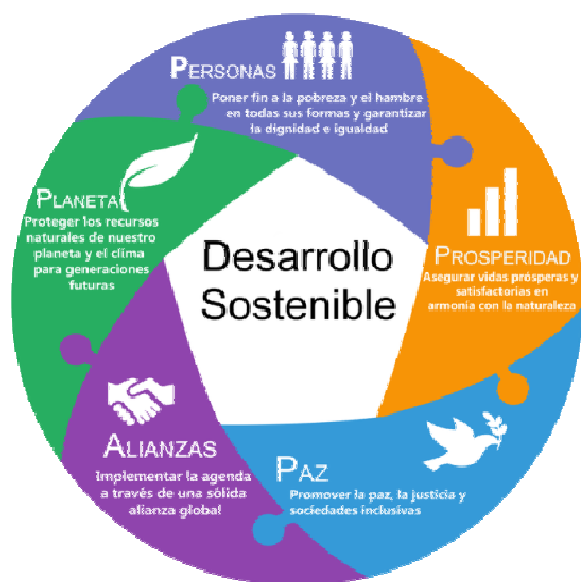 PERSONAS
Poner fin a la pobreza y el hambre
en todas sus formas y garantizar
la dignidad e igualdad
PROSPERIDAD
Asegurar vidas prósperas y
satisfactorias en
armonía con la naturaleza
PAZ
Promover la paz, la justicia y
sociedades inclusivas
ALIANZAS
Implementar la agenda
a través de una sólida
alianza global
PLANETA
Proteger los recursos
naturales de nuestro
planeta y el clima
para generaciones
futuras
Desarrollo
Sostenible